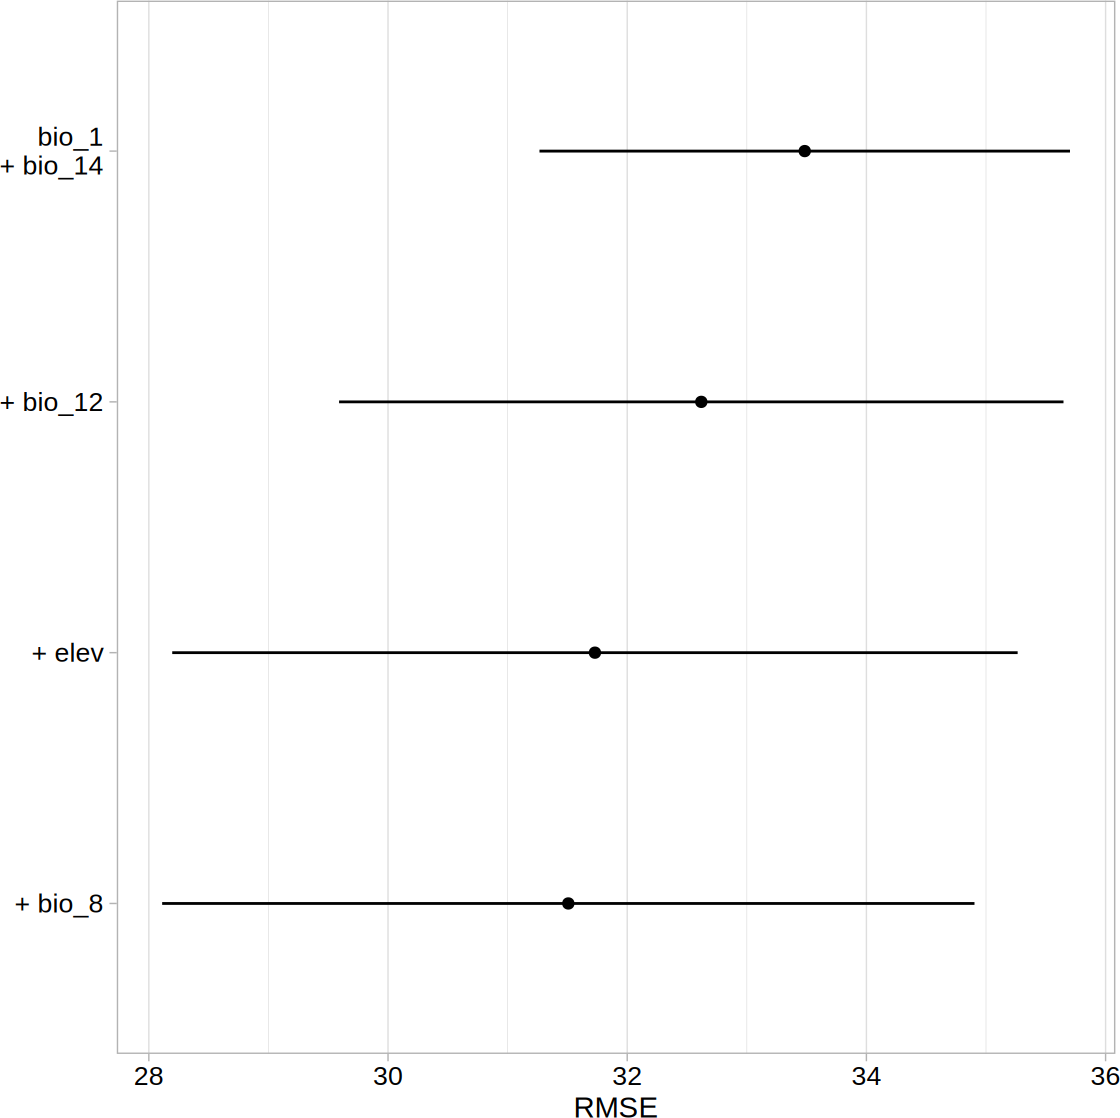 bio_1
+ bio_14
+ bio_12
+ elev
+ bio_8
28 30 32 34 36
RMSE